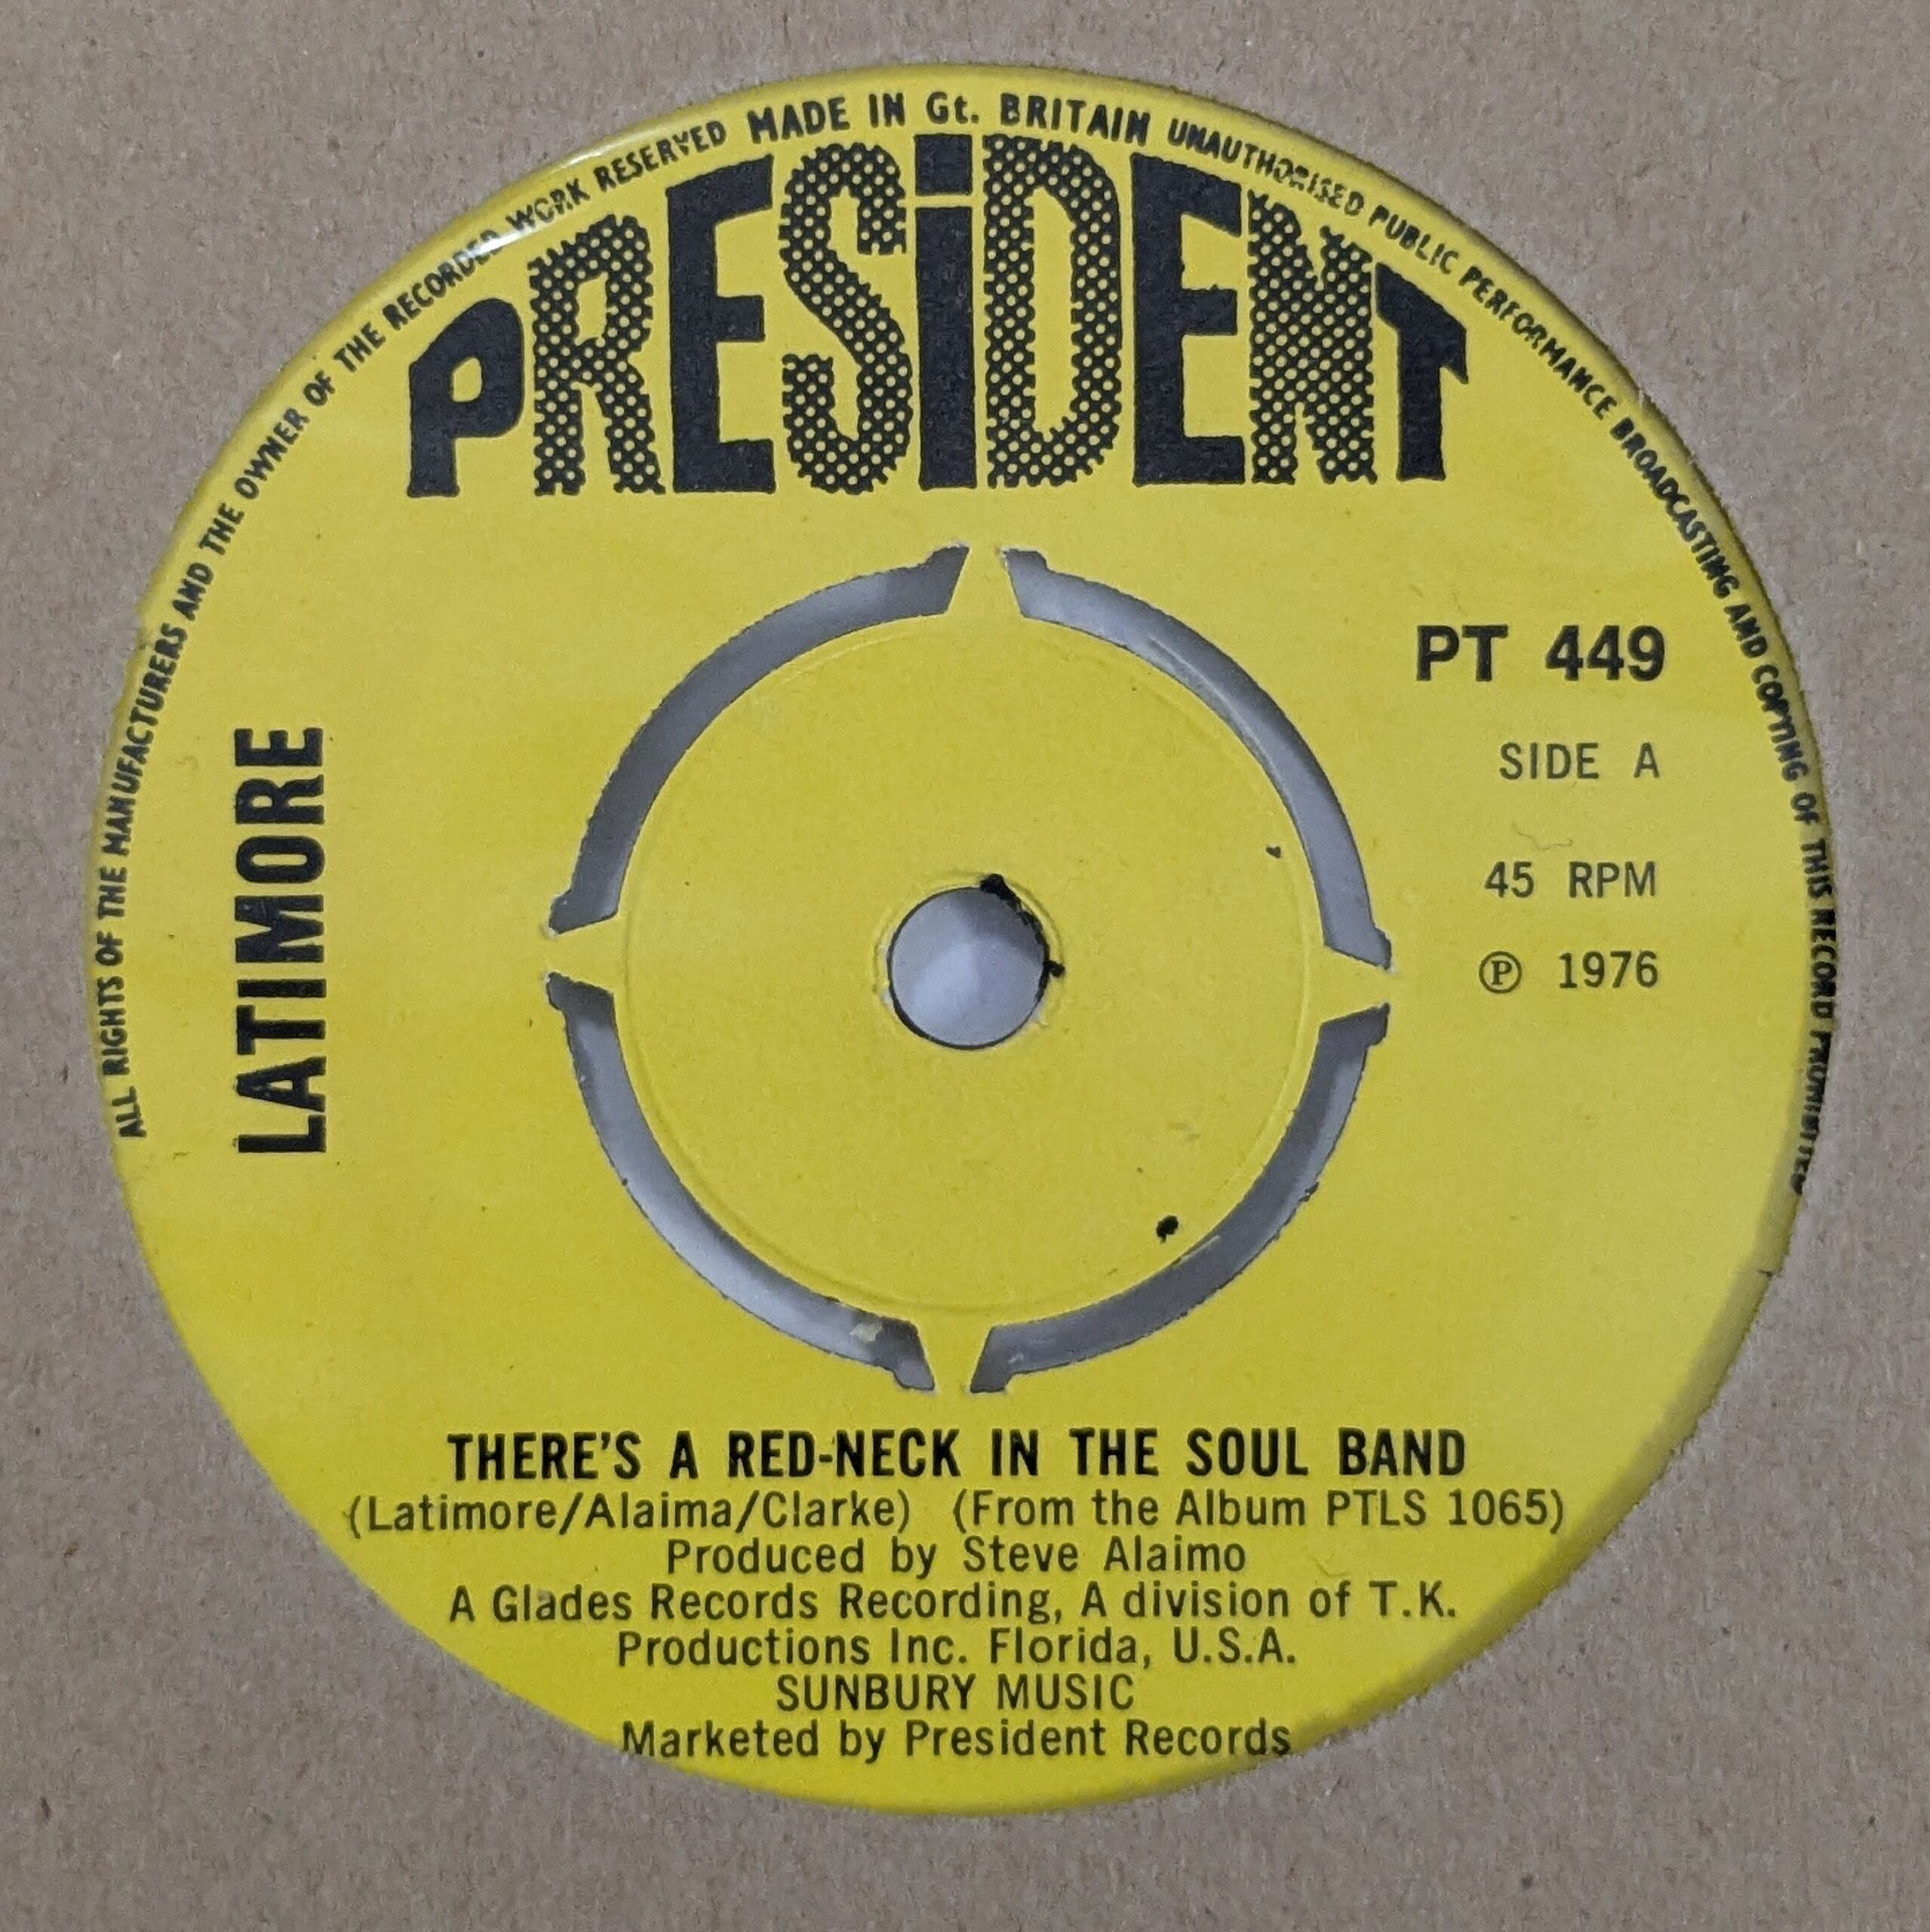 ALL RIGHTS OF THE MANUFACTURERS AND THE OWNER OF THE RECORDED WORK RESERVED MADE IN Gt. BRITAIN UNAUTHORISED PUBLIC PERFORMANCE BROADCASTING AND COPYING OF THIS RECORD PROHIBITED
PRESiDENT
LATIMORE
PT 449
SIDE A
45 RPM
℗ 1976
THERE'S A RED-NECK IN THE SOUL BAND
(Latimore/Alaima/Clarke) (From the Album PTLS 1065)
Produced by Steve Alaimo
A Glades Records Recording, A division of T.K.
Productions Inc. Florida, U.S.A.
SUNBURY MUSIC
Marketed by President Records